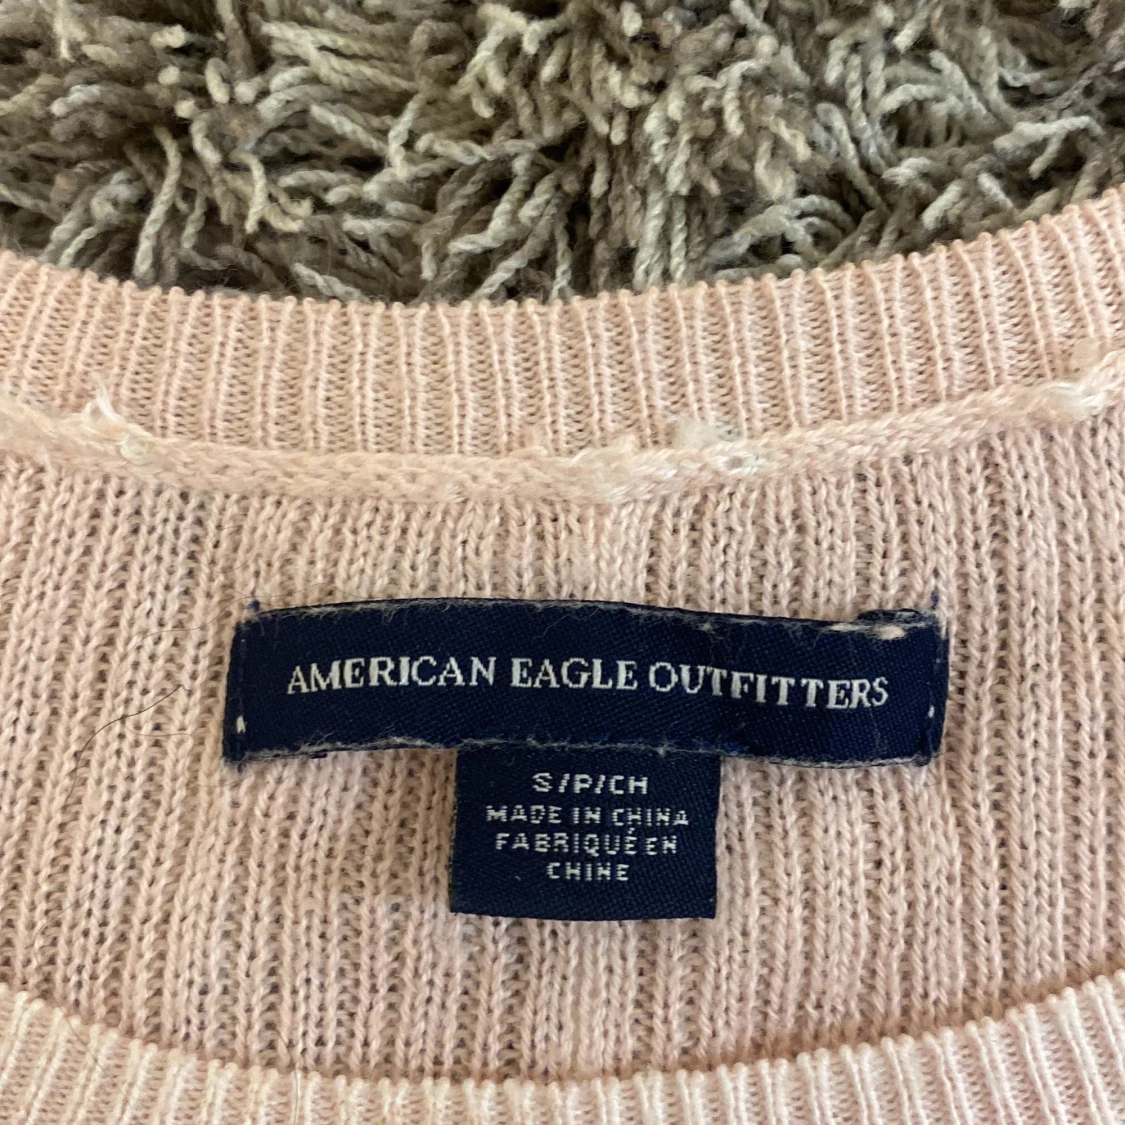 AMERICAN EAGLE OUTFITTERS
S/P/CH
MADE IN CHINA
FABRIQUÉ EN
CHINE